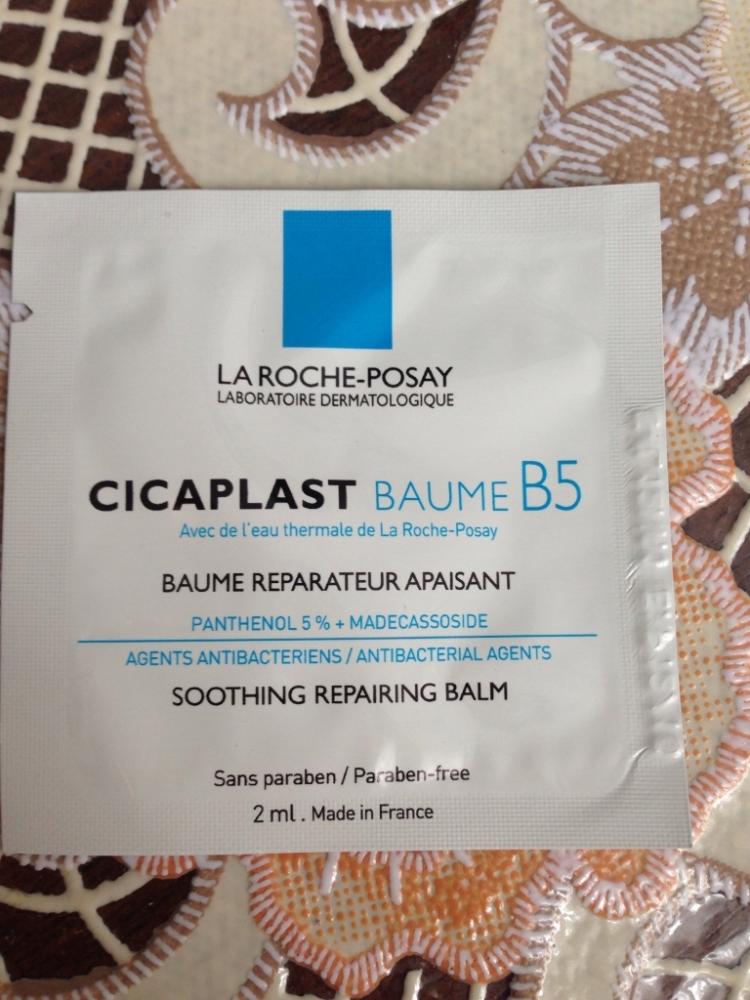 LA ROCHE-POSAY
LABORATOIRE DERMATOLOGIQUE
CICAPLAST BAUME B5
Avec de l'eau thermale de La Roche-Posay
BAUME REPARATEUR APAISANT
PANTHENOL 5 % + MADECASSOSIDE
AGENTS ANTIBACTERIENS / ANTIBACTERIAL AGENTS
SOOTHING REPAIRING BALM
Sans paraben / Paraben-free
2 ml . Made in France